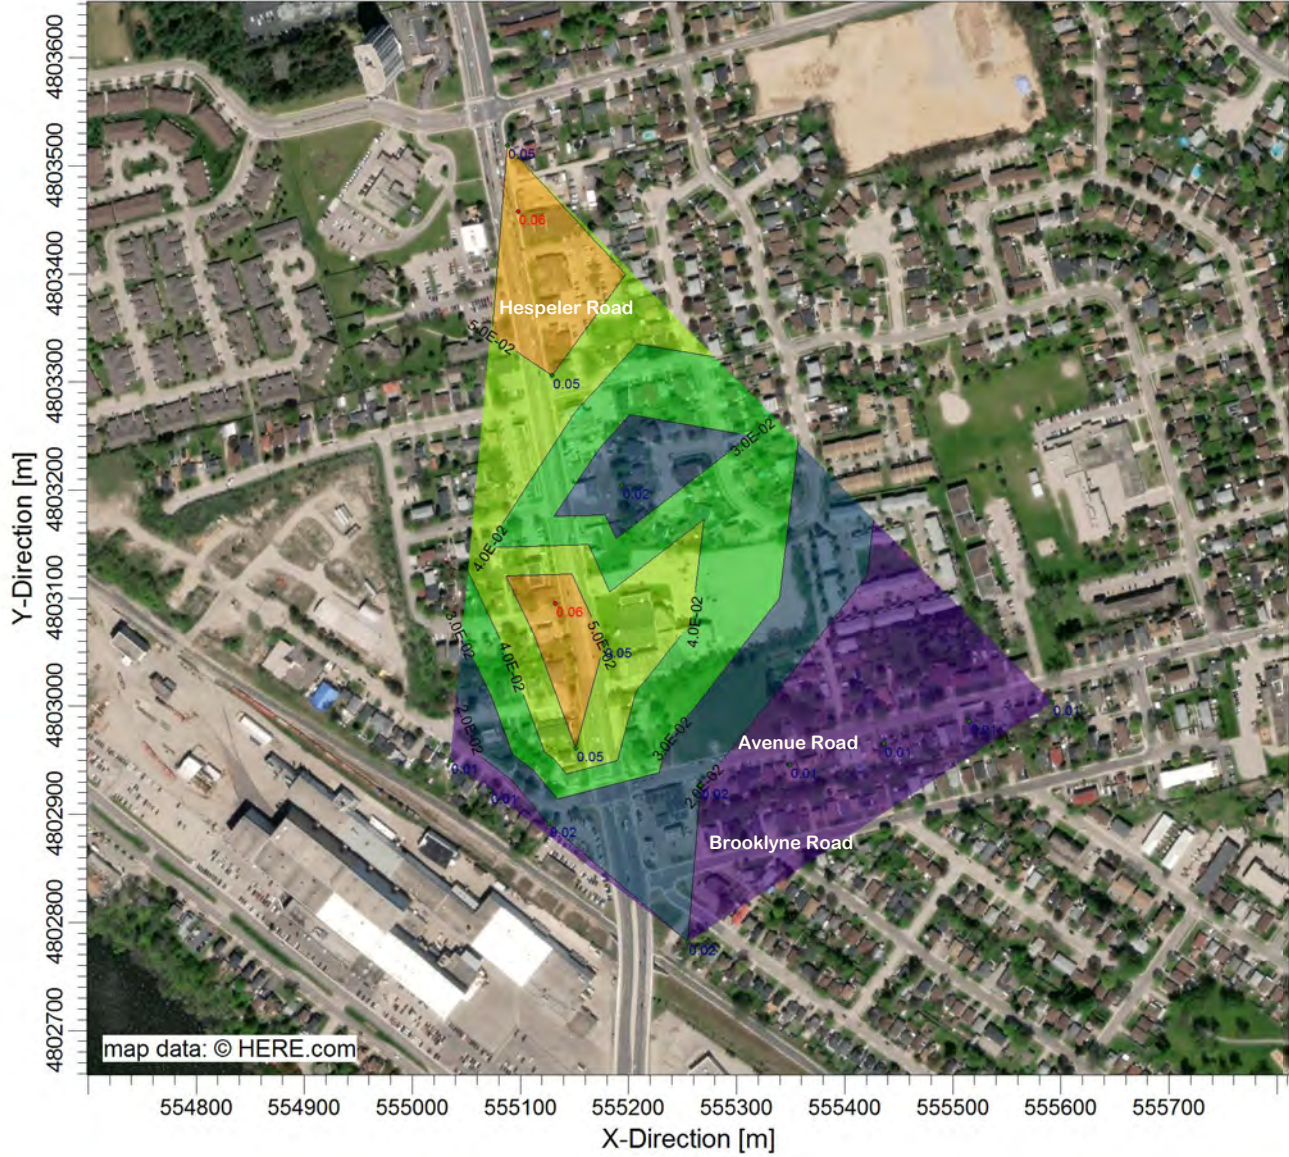 4803600
4803500
4803400
4803300
4803200
4803100
4803000
4802900
4802800
4802700
Y-Direction [m]
0.05
0.06
Hespeler Road
5.0E-02
0.05
3.0E-02
0.02
4.0E-02
0.06
3.0E-02
5.0E-02
4.0E-02
4.0E-02
0.05
2.0E-02
0.01
0.01
Avenue Road
3.0E-02
0.01
0.05
0.01
0.01
2.0E-02
0.02
0.01
0.02
Brooklyne Road
0.02
map data: © HERE.com
554800 554900 555000 555100 555200 555300 555400 555500 555600 555700
X-Direction [m]